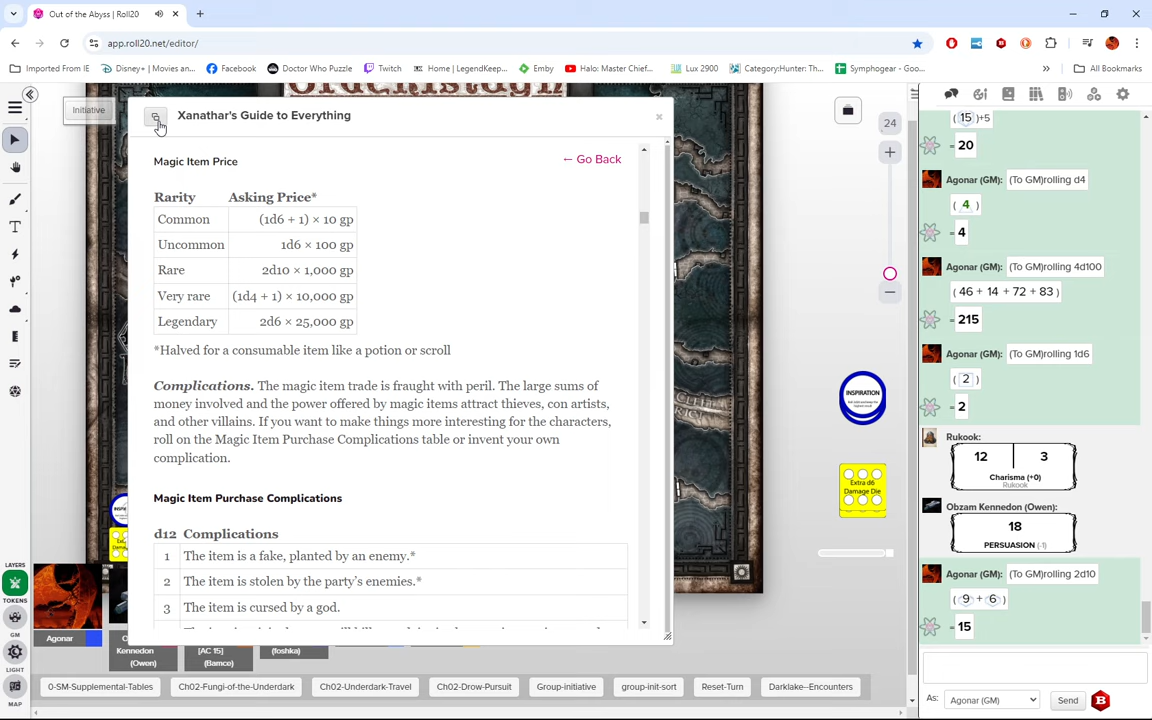 Out of the Abyss | Roll20
app.roll20.net/editor/
Imported From IE
Disney+ | Movies an...
Facebook
Doctor Who Puzzle
Twitch
Home | LegendKeep...
Emby
Halo: Master Chief...
Lux 2900
Category:Hunter: Th...
Symphogear - Goo...
All Bookmarks
Initiative
Xanathar's Guide to Everything
Magic Item Price
← Go Back
Rarity Asking Price*
Common (1d6 + 1) × 10 gp
Uncommon 1d6 × 100 gp
Rare 2d10 × 1,000 gp
Very rare (1d4 + 1) × 10,000 gp
Legendary 2d6 × 25,000 gp
*Halved for a consumable item like a potion or scroll
Complications. The magic item trade is fraught with peril. The large sums of
money involved and the power offered by magic items attract thieves, con artists,
and other villains. If you want to make things more interesting for the characters,
roll on the Magic Item Purchase Complications table or invent your own
complication.
Magic Item Purchase Complications
d12 Complications
1 The item is a fake, planted by an enemy.*
2 The item is stolen by the party's enemies.*
3 The item is cursed by a god.
24
INSPIRATION
Extra d6
Damage Die
LAYERS
TOKENS
GM
LIGHT
MAP
Agonar
Kennedon
(Owen)
[AC 15]
(Bamce)
(foshka)
0-SM-Supplemental-Tables
Ch02-Fungi-of-the-Underdark
Ch02-Underdark-Travel
Ch02-Drow-Pursuit
Group-initiative
group-init-sort
Reset-Turn
Darklake--Encounters
(15)+5
= 20
Agonar (GM): (To GM)rolling d4
(4)
= 4
Agonar (GM): (To GM)rolling 4d100
(46 + 14 + 72 + 83)
= 215
Agonar (GM): (To GM)rolling 1d6
(2)
= 2
Rukook:
12 3
Charisma (+0)
Rukook
Obzam Kennedon (Owen):
18
PERSUASION (-1)
Agonar (GM): (To GM)rolling 2d10
(9 + 6)
= 15
As: Agonar (GM) Send